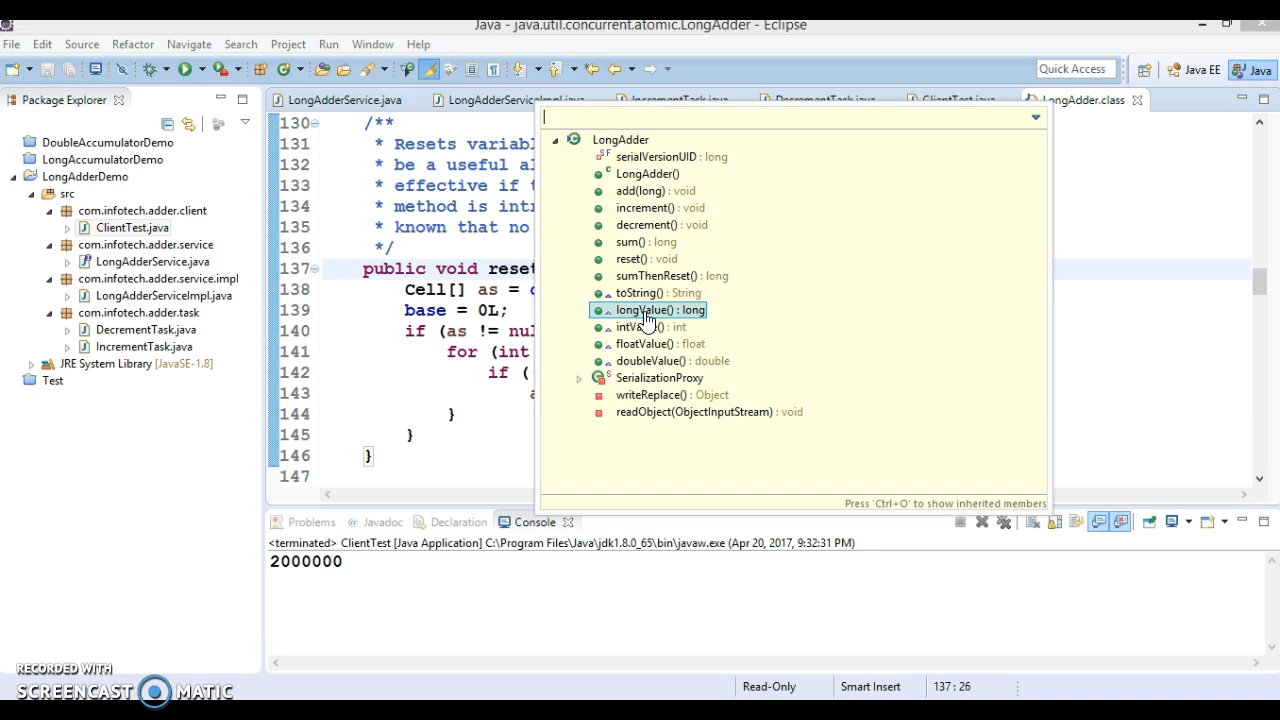 Java - java.util.concurrent.atomic.LongAdder - Eclipse
File Edit Source Refactor Navigate Search Project Run Window Help
Quick Access Java EE Java
Package Explorer
DoubleAccumulatorDemo
LongAccumulatorDemo
LongAdderDemo
src
com.infotech.adder.client
ClientTest.java
com.infotech.adder.service
LongAdderService.java
com.infotech.adder.service.impl
LongAdderServiceImpl.java
com.infotech.adder.task
DecrementTask.java
IncrementTask.java
JRE System Library [JavaSE-1.8]
Test
LongAdderService.java LongAdderServiceImpl.java IncrementTask.java DecrementTask.java ClientTest.java LongAdder.class
130 /**
131 * Resets variabl
132 * be a useful al
133 * effective if t
134 * method is intr
135 * known that no
136 */
137 public void reset
138 Cell[] as = c
139 base = 0L;
140 if (as != nul
141 for (int
142 if (
143 a
144 }
145 }
146 }
147
LongAdder
serialVersionUID : long
LongAdder()
add(long) : void
increment() : void
decrement() : void
sum() : long
reset() : void
sumThenReset() : long
toString() : String
longValue() : long
: int
floatValue() : float
doubleValue() : double
SerializationProxy
writeReplace() : Object
readObject(ObjectInputStream) : void
Press 'Ctrl+O' to show inherited members
Problems Javadoc Declaration Console
<terminated> ClientTest [Java Application] C:\Program Files\Java\jdk1.8.0_65\bin\javaw.exe (Apr 20, 2017, 9:32:31 PM)
2000000
RECORDED WITH
SCREENCAST MATIC
Read-Only Smart Insert 137 : 26